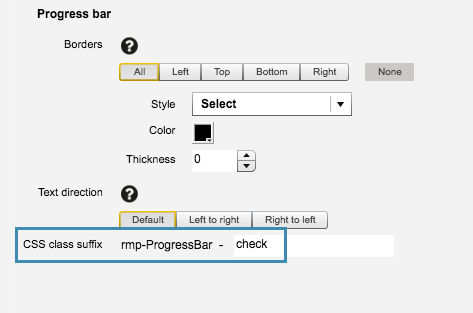 Progress bar
Borders ?
All Left Top Bottom Right None
Style Select
Color
Thickness 0
Text direction ?
Default Left to right Right to left
CSS class suffix rmp-ProgressBar - check